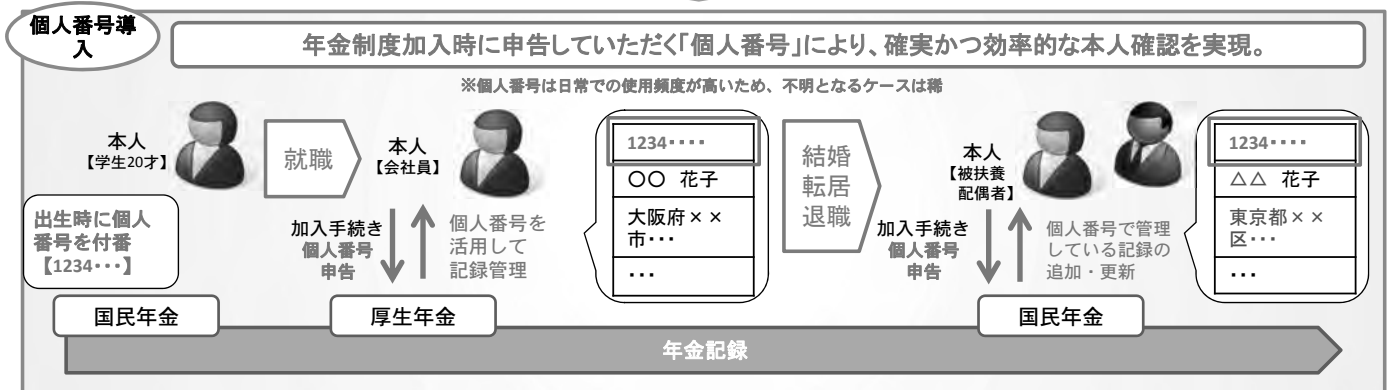 個人番号導
入
年金制度加入時に申告していただく「個人番号」により、確実かつ効率的な本人確認を実現。
※個人番号は日常での使用頻度が高いため、不明となるケースは稀
本人
【学生20才】
出生時に個人
番号を付番
【1234・・・】
就職
本人
【会社員】
加入手続き
個人番号
申告
個人番号を
活用して
記録管理
1234・・・・
〇〇 花子
大阪府××
市・・・
・・・
結婚
転居
退職
本人
【被扶養
配偶者】
加入手続き
個人番号
申告
個人番号で管理
している記録の
追加・更新
1234・・・・
△△ 花子
東京都××
区・・・
・・・
国民年金
厚生年金
国民年金
年金記録